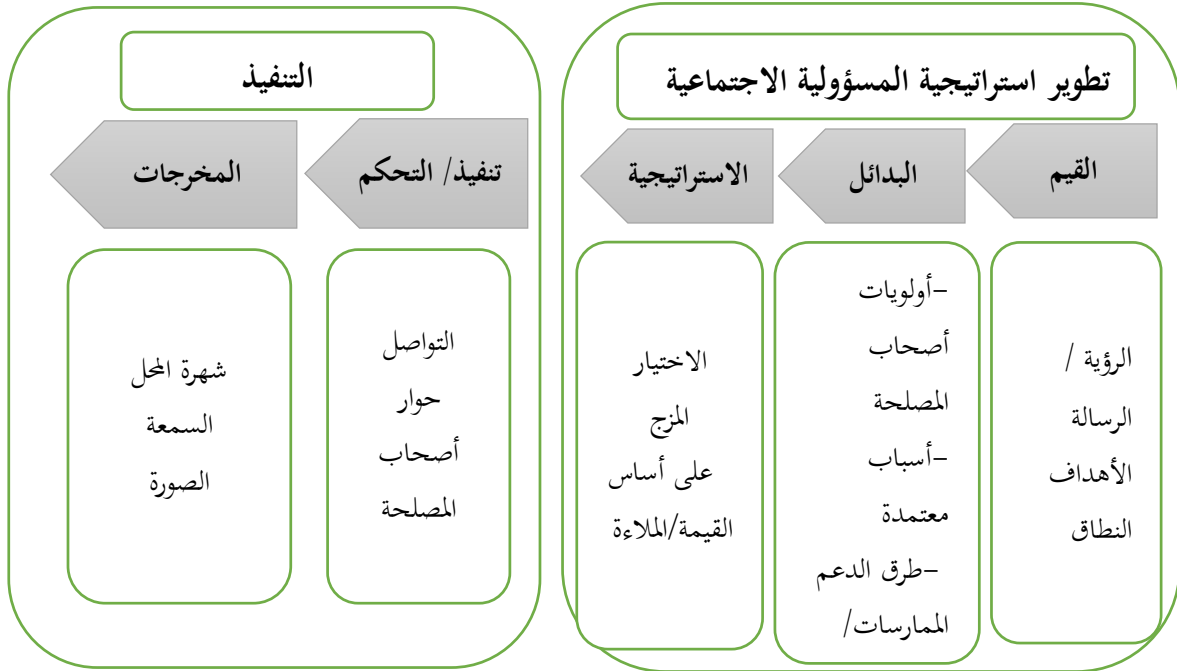 تطوير استراتيجية المسؤولية الاجتماعية
القيم
البدائل
الاستراتيجية
الرؤية /
الرسالة
الأهداف
النطاق
–أولويات
أصحاب
المصلحة
–أسباب
معتمدة
–طرق الدعم
الممارسات/
الاختيار
المزج
على أساس
القيمة/الملاءة
التنفيذ
تنفيذ/ التحكم
المخرجات
التواصل
حوار
أصحاب
المصلحة
شهرة المحل
السمعة
الصورة